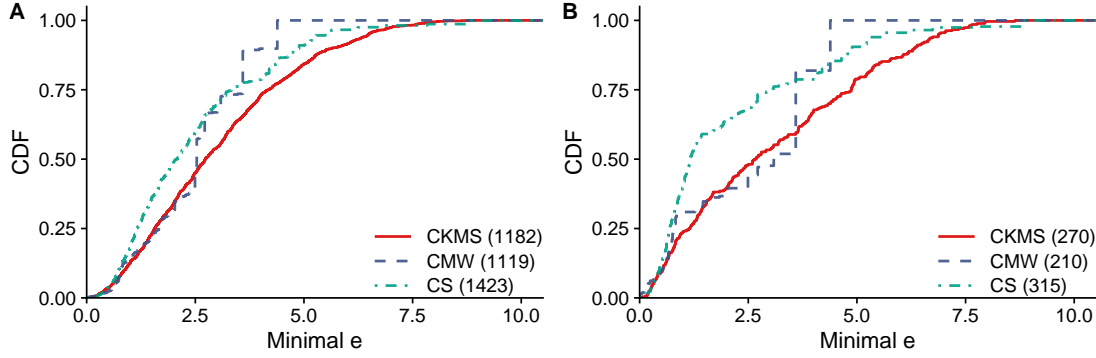 A
CDF
1.00
0.75
0.50
0.25
0.00
CKMS (1182)
CMW (1119)
CS (1423)
0.0
2.5
5.0
7.5
10.0
Minimal e
B
CDF
1.00
0.75
0.50
0.25
0.00
CKMS (270)
CMW (210)
CS (315)
0.0
2.5
5.0
7.5
10.0
Minimal e